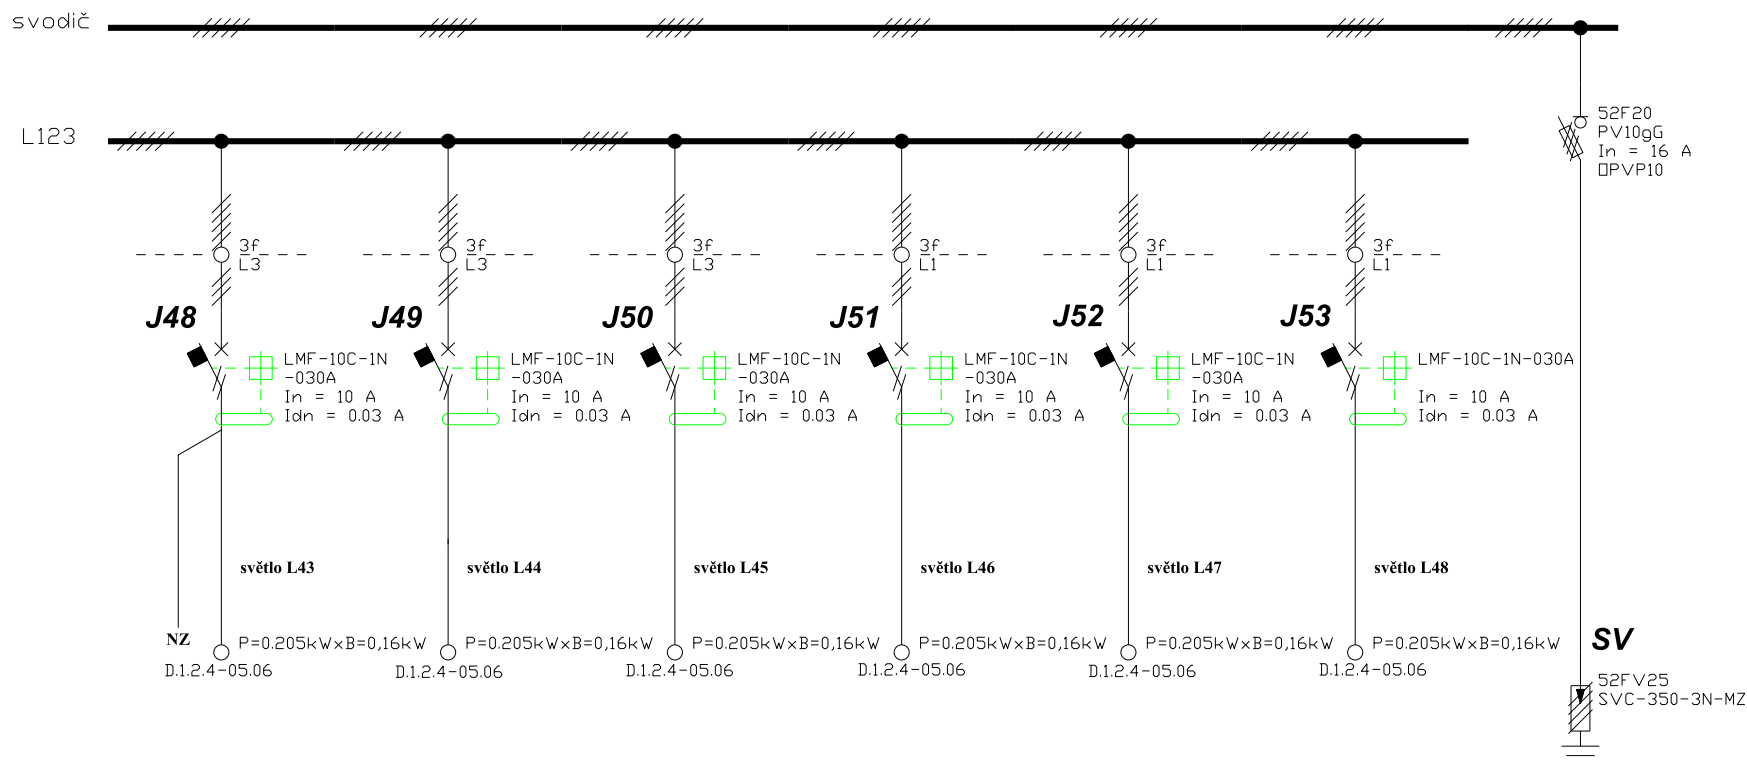 svodič
52F20
PV10gG
In = 16 A
□PVP10
L123
3f
L3
3f
L3
3f
L3
3f
L1
3f
L1
3f
L1
J48
J49
J50
J51
J52
J53
LMF-10C-1N
-030A
In = 10 A
Idn = 0.03 A
LMF-10C-1N
-030A
In = 10 A
Idn = 0.03 A
LMF-10C-1N
-030A
In = 10 A
Idn = 0.03 A
LMF-10C-1N
-030A
In = 10 A
Idn = 0.03 A
LMF-10C-1N
-030A
In = 10 A
Idn = 0.03 A
LMF-10C-1N-030A
In = 10 A
Idn = 0.03 A
světlo L43
světlo L44
světlo L45
světlo L46
světlo L47
světlo L48
NZ
P=0.205kWxB=0,16kW
D.1.2.4-05.06
P=0.205kWxB=0,16kW
D.1.2.4-05.06
P=0.205kWxB=0,16kW
D.1.2.4-05.06
P=0.205kWxB=0,16kW
D.1.2.4-05.06
P=0.205kWxB=0,16kW
D.1.2.4-05.06
P=0.205kWxB=0,16kW
D.1.2.4-05.06
SV
52FV25
SVC-350-3N-MZ